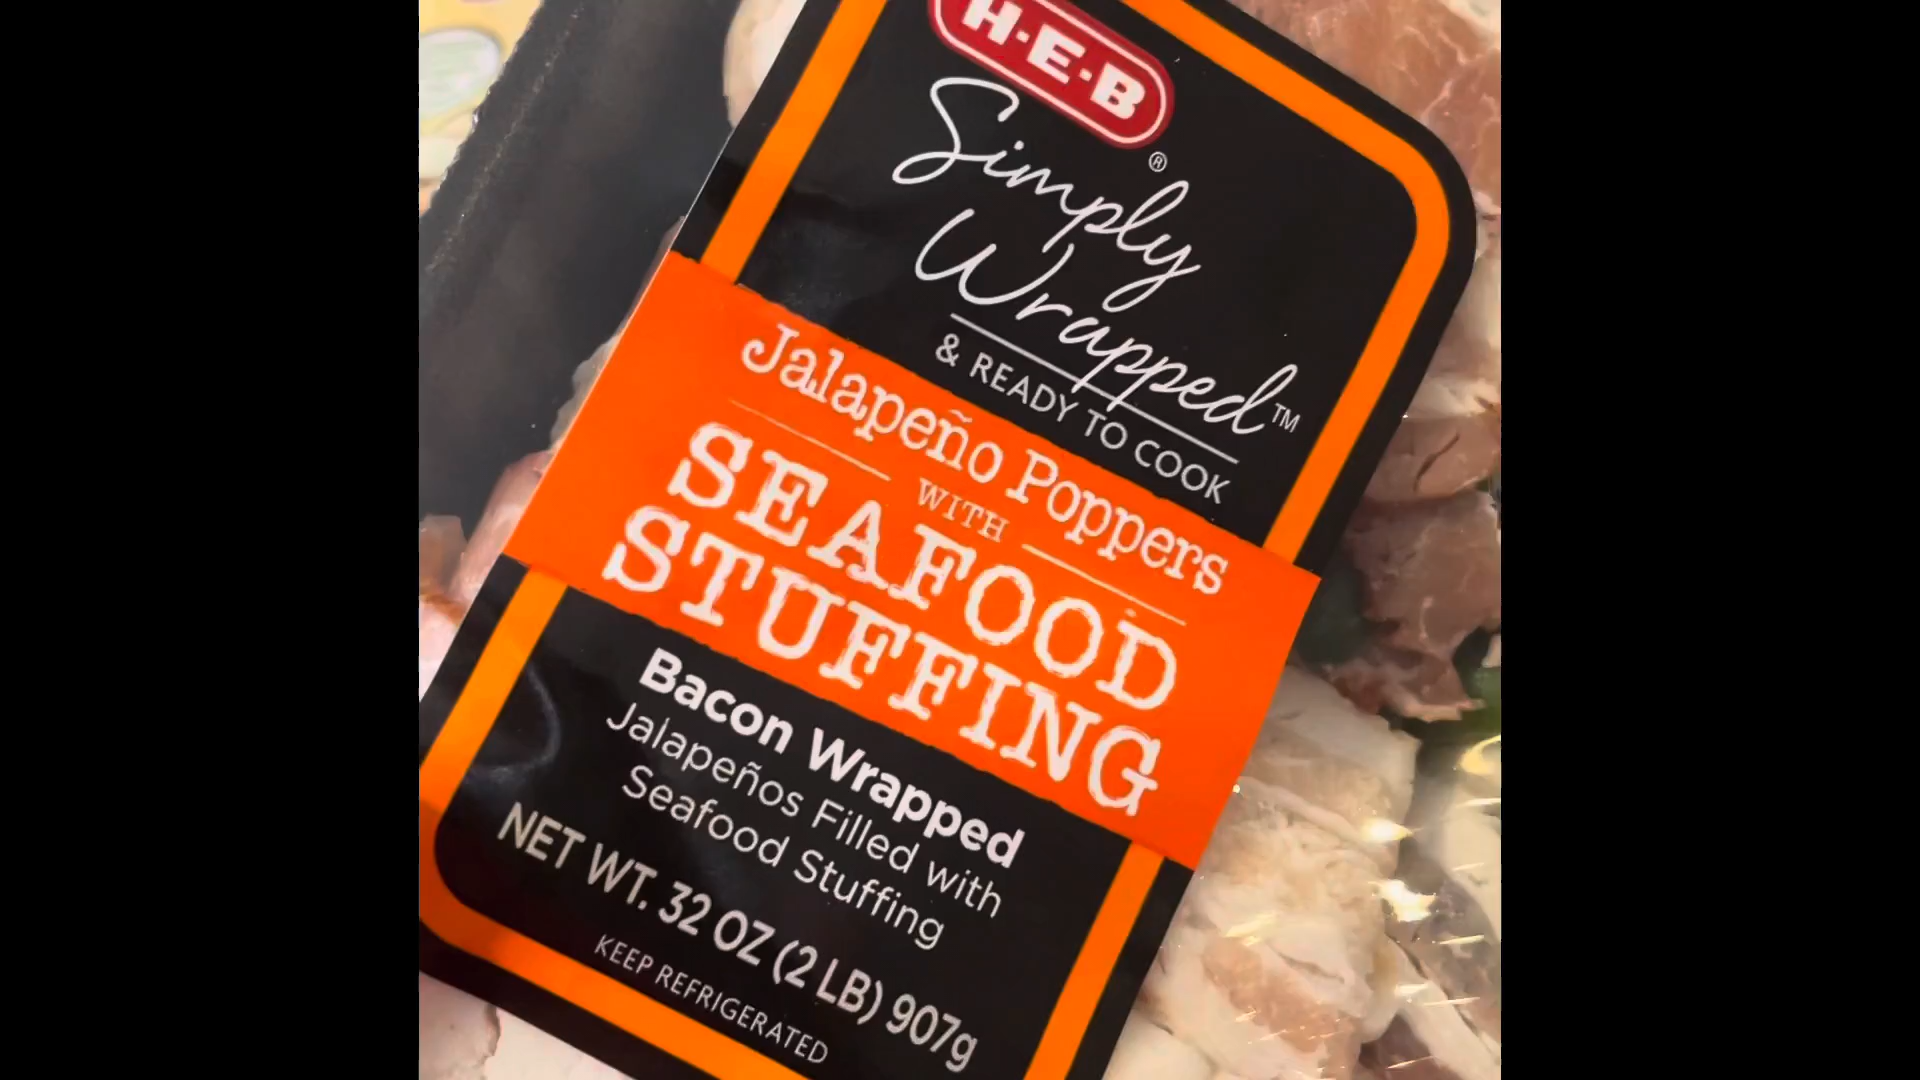 H·E·B
®
Simply
Wrapped™
& READY TO COOK
Jalapeño Poppers
WITH
SEAFOOD
STUFFING
Bacon Wrapped
Jalapeños Filled with
Seafood Stuffing
NET WT. 32 OZ (2 LB) 907g
KEEP REFRIGERATED